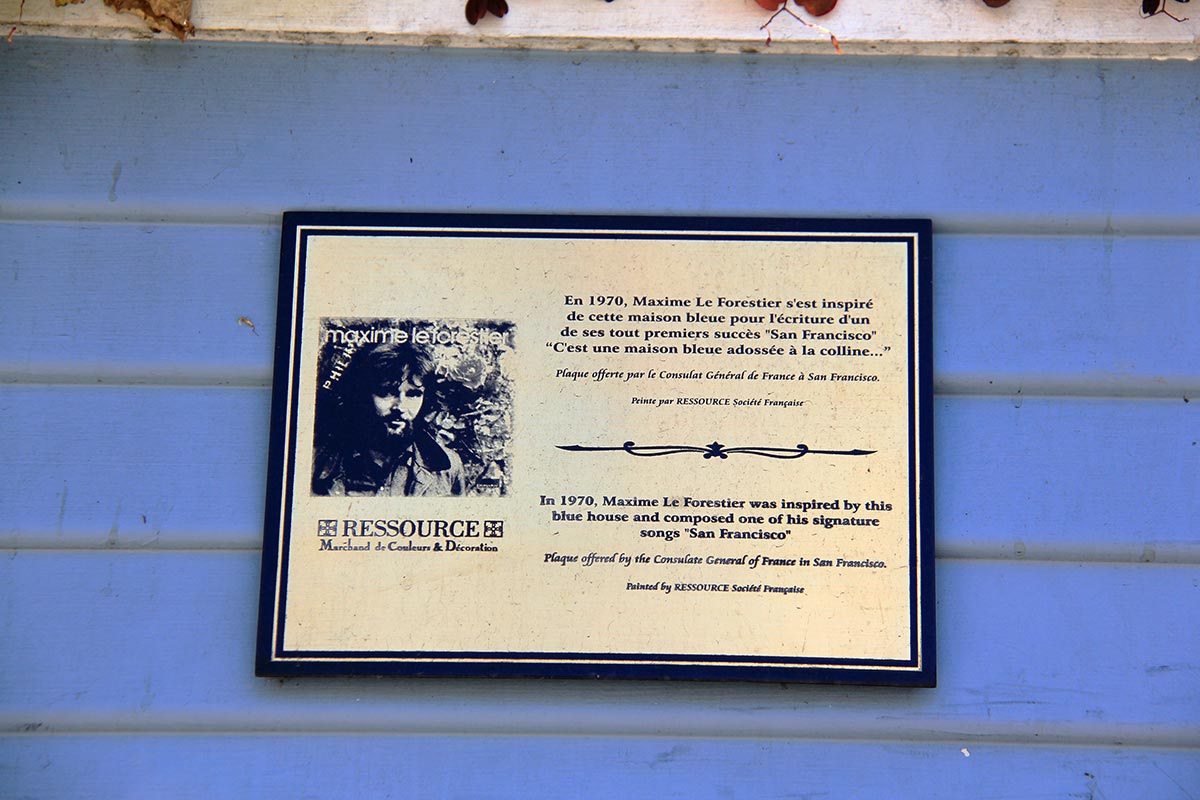 maxime le forestier
PHILIPS
RESSOURCE
Marchand de Couleurs & Décoration
En 1970, Maxime Le Forestier s'est inspiré
de cette maison bleue pour l'écriture d'un
de ses tout premiers succès "San Francisco"
“C'est une maison bleue adossée à la colline...”
Plaque offerte par le Consulat Général de France à San Francisco.
Peinte par RESSOURCE Société Française
In 1970, Maxime Le Forestier was inspired by this
blue house and composed one of his signature
songs "San Francisco"
Plaque offered by the Consulate General of France in San Francisco.
Painted by RESSOURCE Société Française